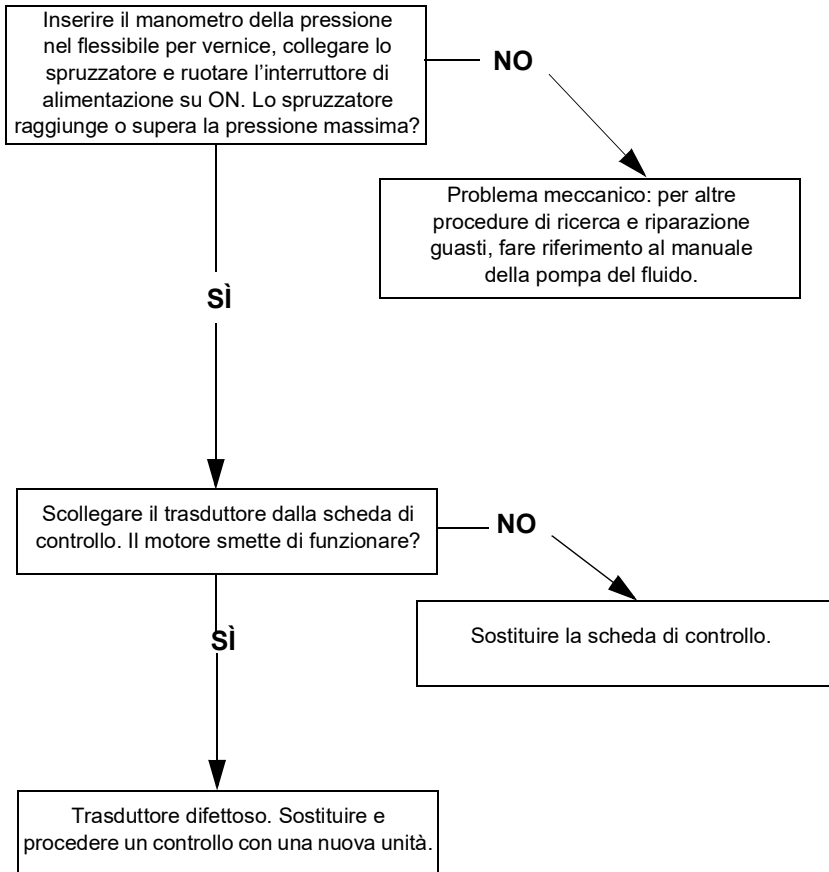 Inserire il manometro della pressione
nel flessibile per vernice, collegare lo
spruzzatore e ruotare l’interruttore di
alimentazione su ON. Lo spruzzatore
raggiunge o supera la pressione massima?
NO
Problema meccanico: per altre
procedure di ricerca e riparazione
guasti, fare riferimento al manuale
della pompa del fluido.
SÌ
Scollegare il trasduttore dalla scheda di
controllo. Il motore smette di funzionare?
NO
Sostituire la scheda di controllo.
SÌ
Trasduttore difettoso. Sostituire e
procedere un controllo con una nuova unità.